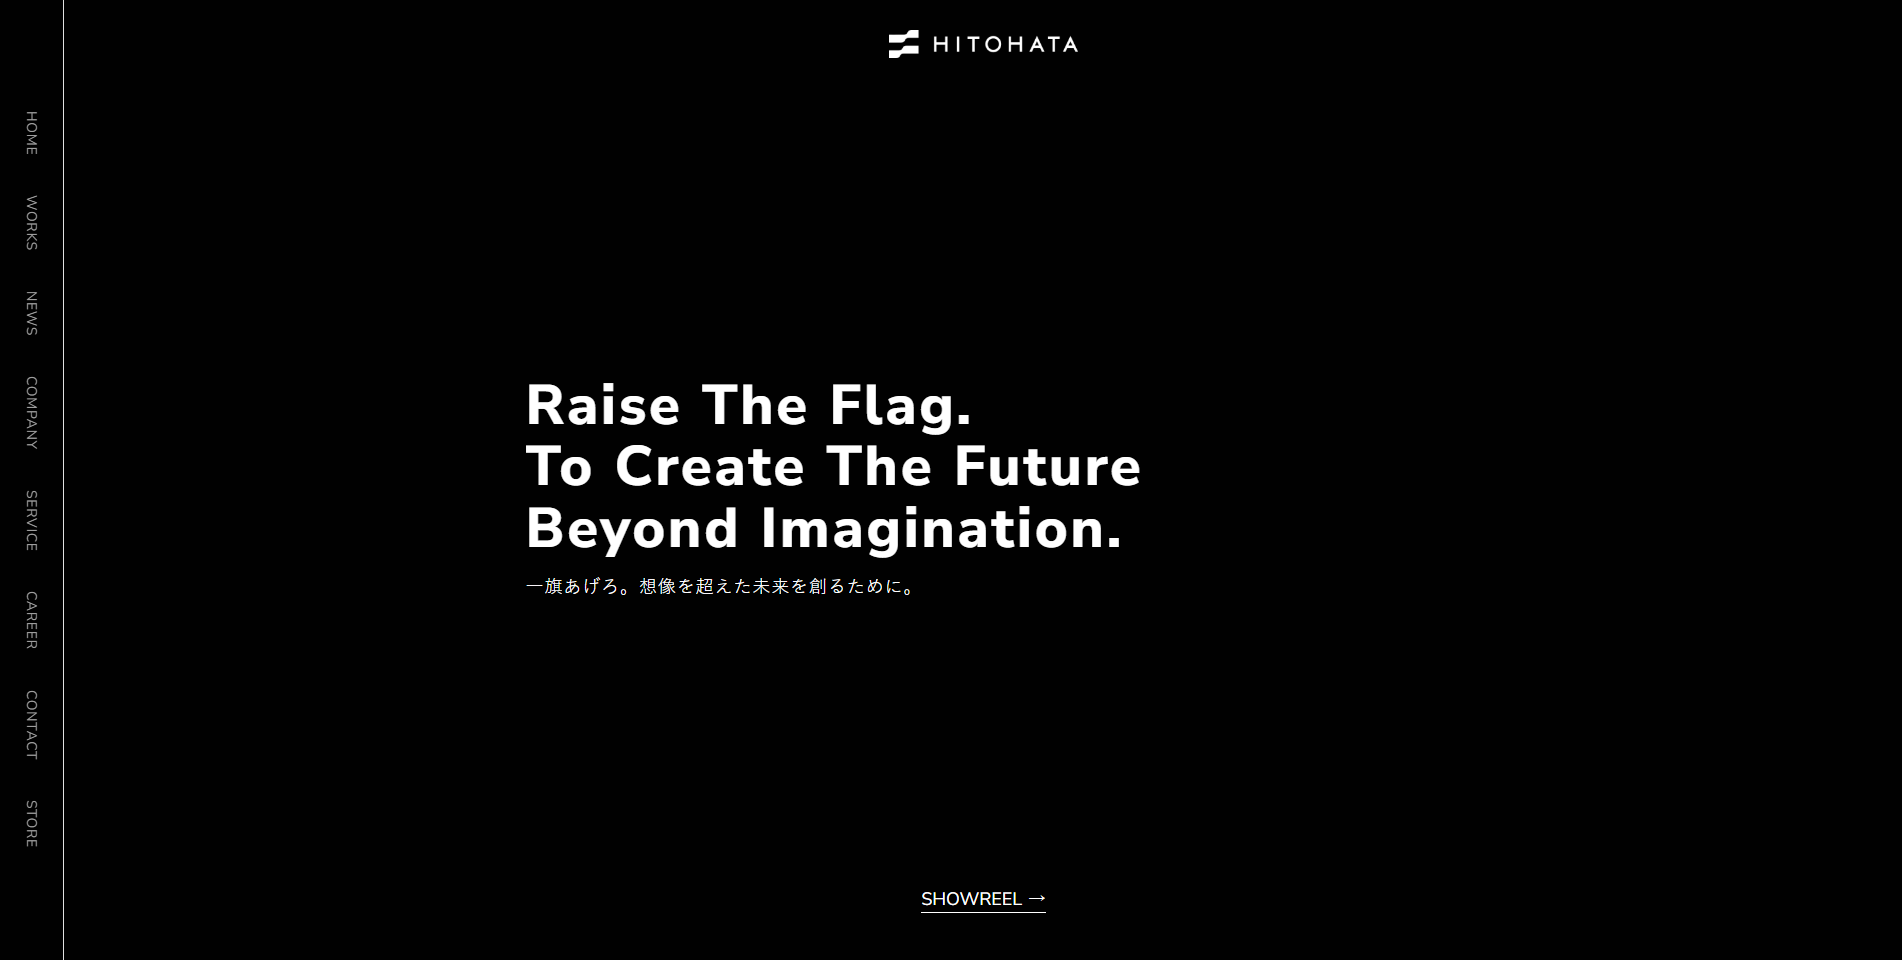 HITOHATA
HOME
WORKS
NEWS
COMPANY
SERVICE
CAREER
CONTACT
STORE
Raise The Flag.
To Create The Future
Beyond Imagination.
一旗あげろ。想像を超えた未来を創るために。
SHOWREEL →